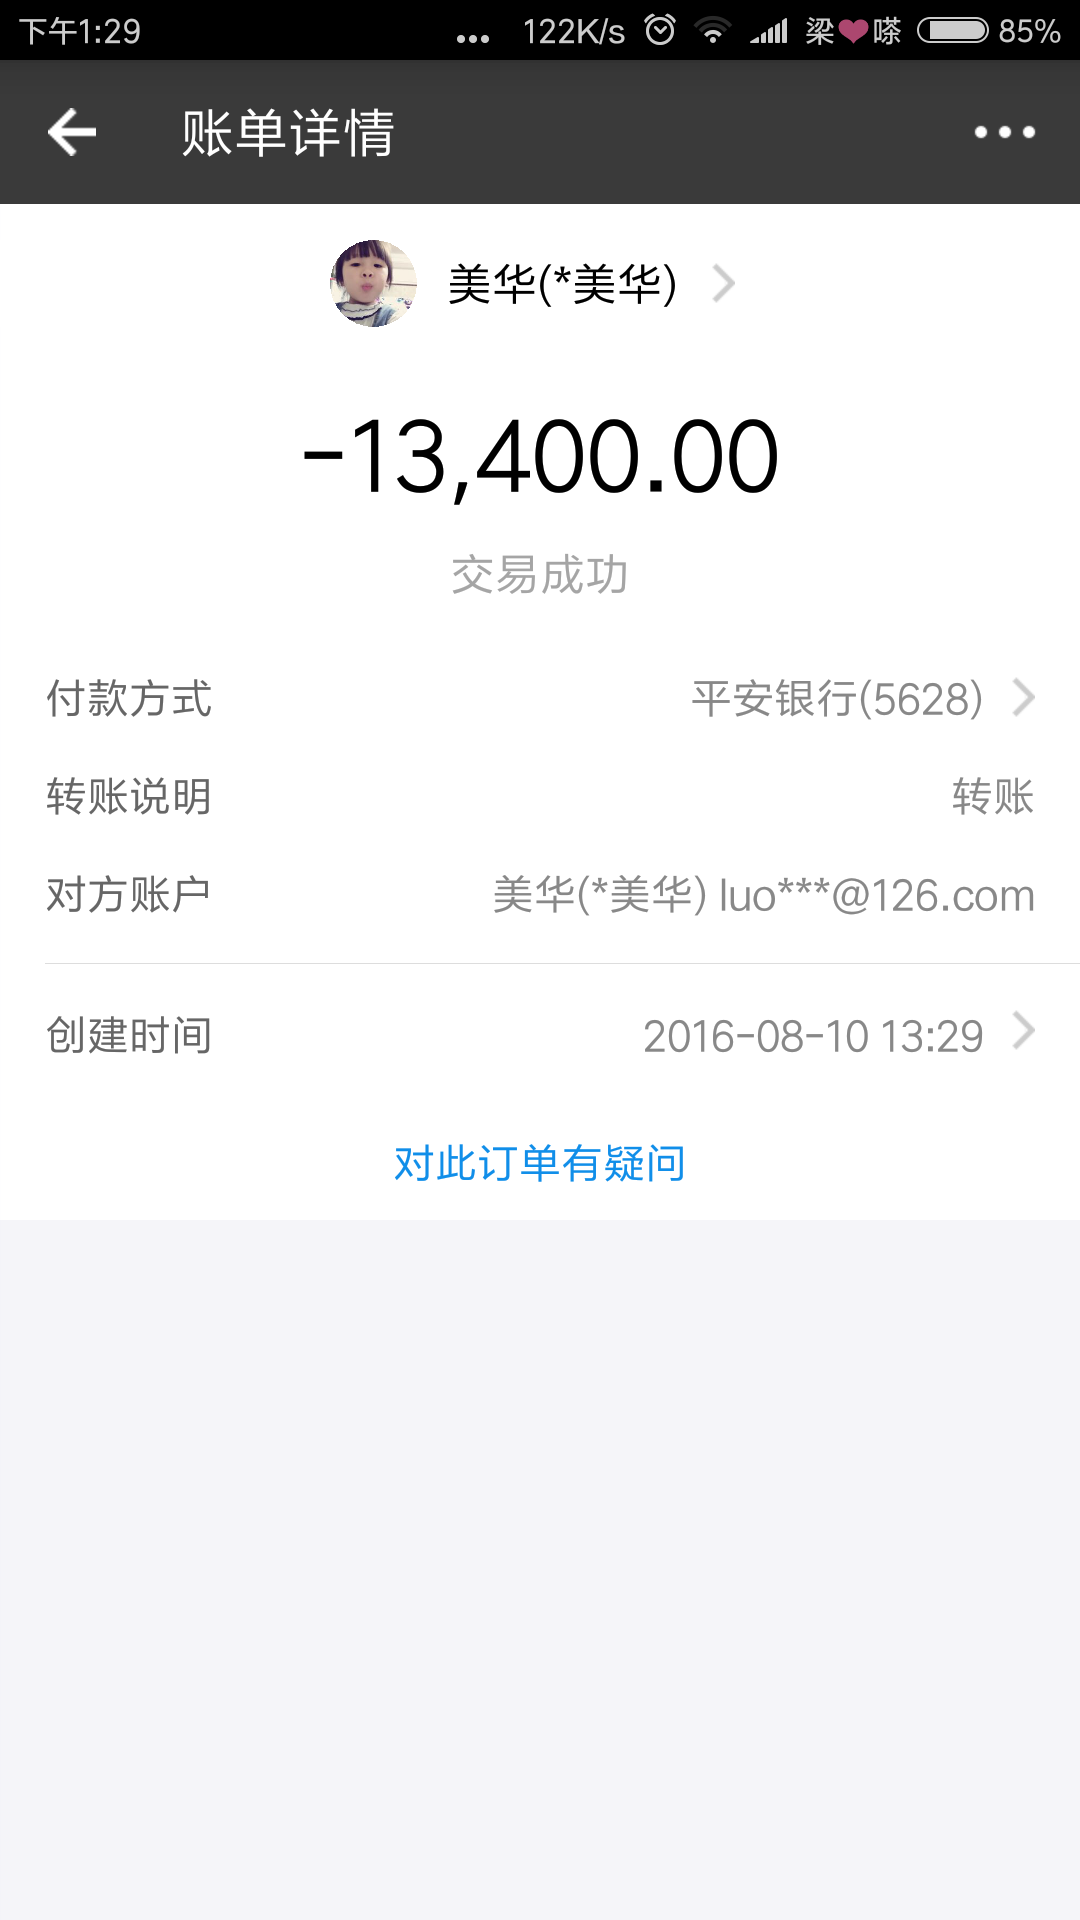 下午1:29 ... 122K/s 梁❤嗏 85%
账单详情
美华(*美华)
-13,400.00
交易成功
付款方式 平安银行(5628)
转账说明 转账
对方账户 美华(*美华) luo***@126.com
创建时间 2016-08-10 13:29
对此订单有疑问